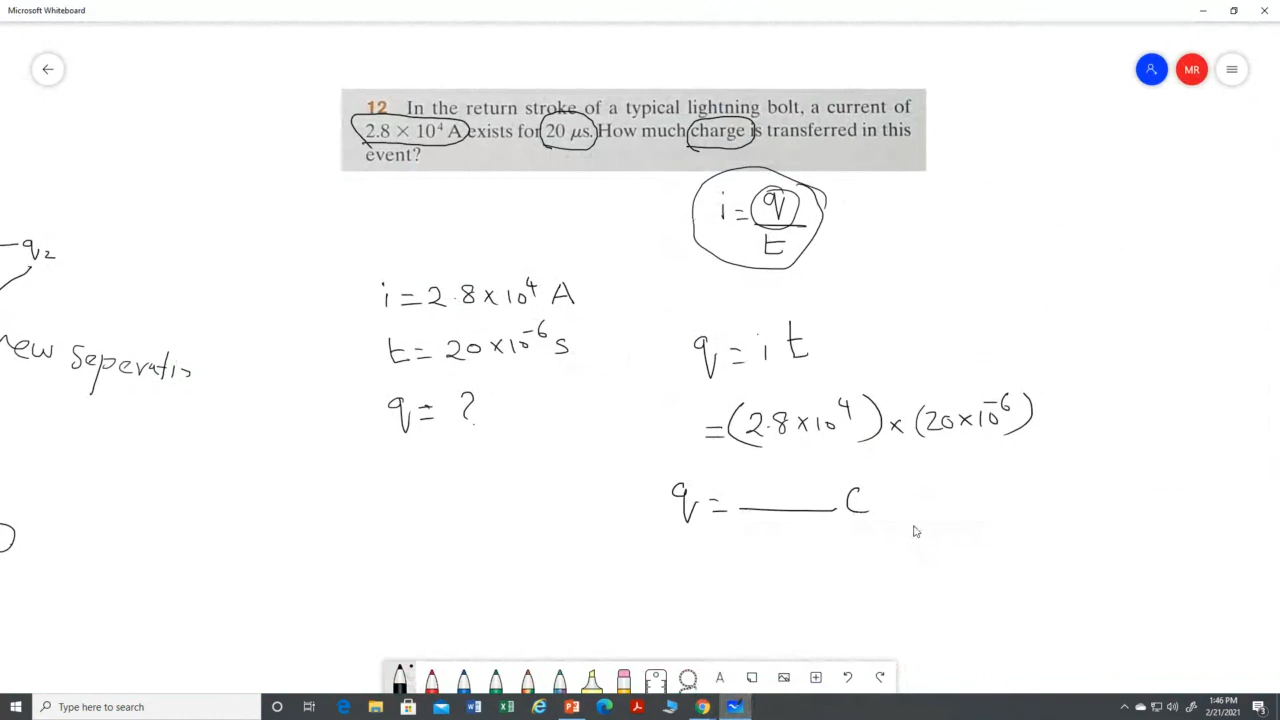 Microsoft Whiteboard
MR
12 In the return stroke of a typical lightning bolt, a current of
2.8 × 10⁴ A exists for 20 μs. How much charge is transferred in this
event?
i = q
t
q₂
i = 2.8 × 10⁴ A
t = 20 × 10⁻⁶ s
q = ?
new seperatio
q = i t
= (2.8 × 10⁴) × (20 × 10⁻⁶)
q = ______ C
A
Type here to search
1:46 PM
2/21/2021
3